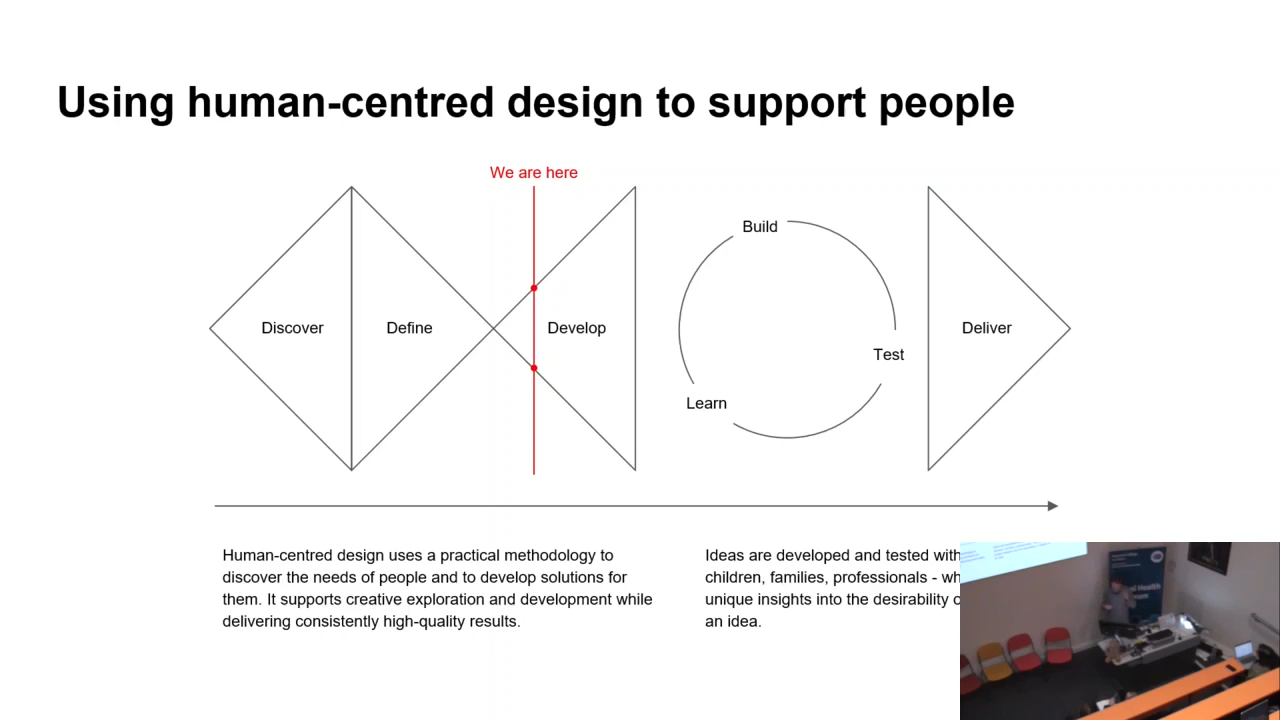 Using human-centred design to support people
We are here
Discover
Define
Develop
Build
Test
Learn
Deliver
Human-centred design uses a practical methodology to
discover the needs of people and to develop solutions for
them. It supports creative exploration and development while
delivering consistently high-quality results.
Ideas are developed and tested with
children, families, professionals -
unique insights into the desirability
an idea.